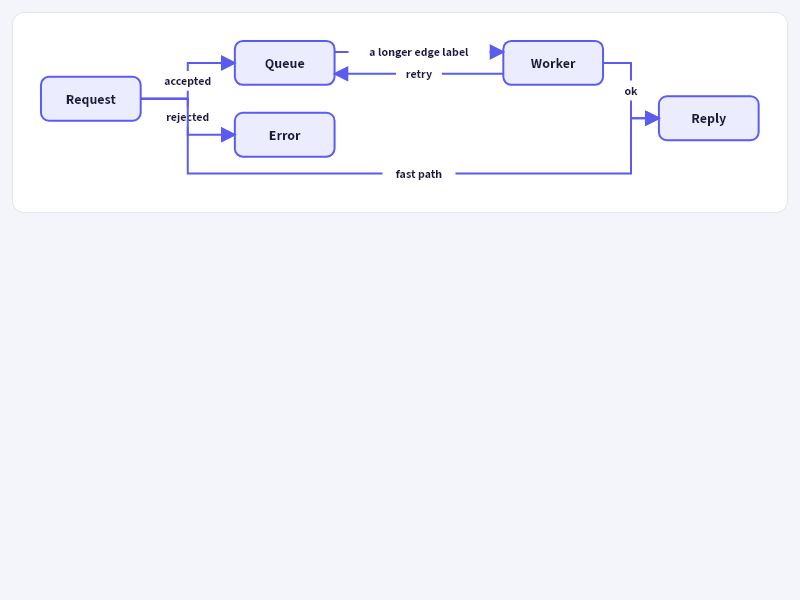 Queue
a longer edge label
Worker
retry
accepted
ok
Request
rejected
Reply
Error
fast path